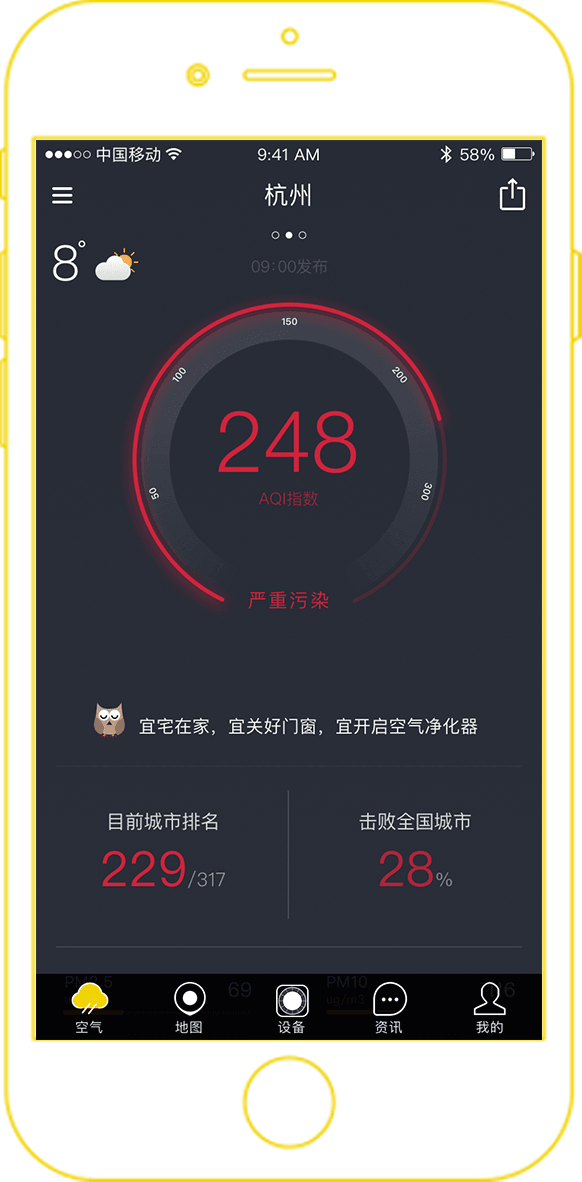 中国移动 9:41 AM 58%
杭州
8°
09:00发布
150
100
200
50
300
248
AQI指数
严重污染
宜宅在家，宜关好门窗，宜开启空气净化器
目前城市排名 击败全国城市
229/317 28%
PM2.5 69 PM10
ug/m3
空气 地图 设备 资讯 我的